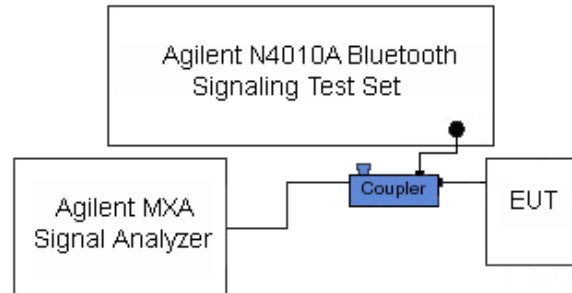 Agilent N4010A Bluetooth
Signaling Test Set
Coupler
Agilent MXA
Signal Analyzer
EUT